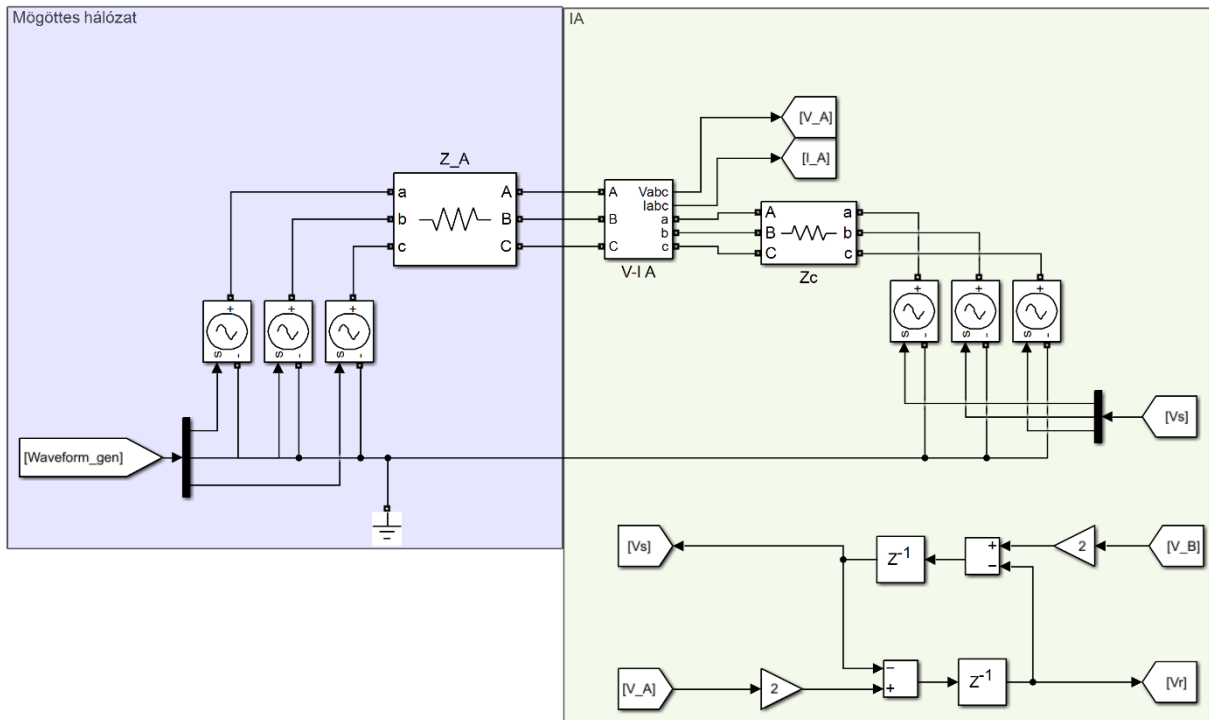 Mögöttes hálózat
IA
[V_A]
[I_A]
Z_A
a
b
c
A
B
C
A
B
C
Vabc
Iabc
a
b
c
V-I A
A
B
C
a
b
c
Zc
+
s
-
+
s
-
+
s
-
+
s
-
+
s
-
+
s
-
[Waveform_gen]
[Vs]
[Vs]
Z-1
+
−
2
[V_B]
[V_A]
2
−
+
Z-1
[Vr]